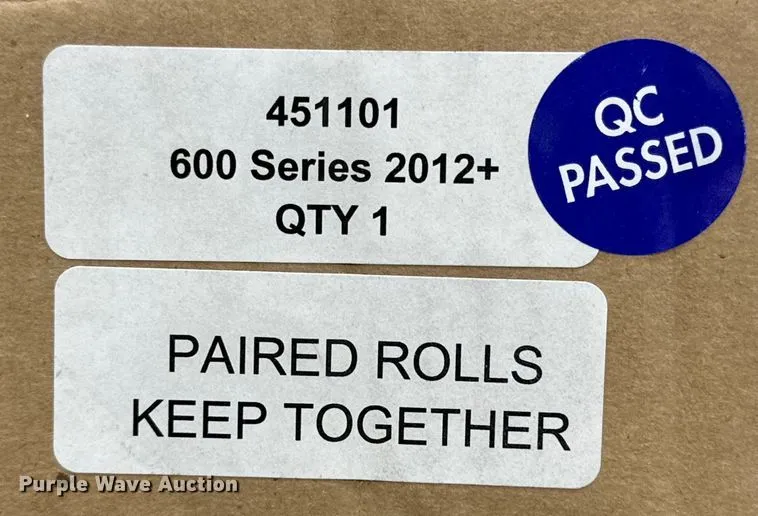 451101
600 Series 2012+
QTY 1
QC
PASSED
PAIRED ROLLS
KEEP TOGETHER
Purple Wave Auction